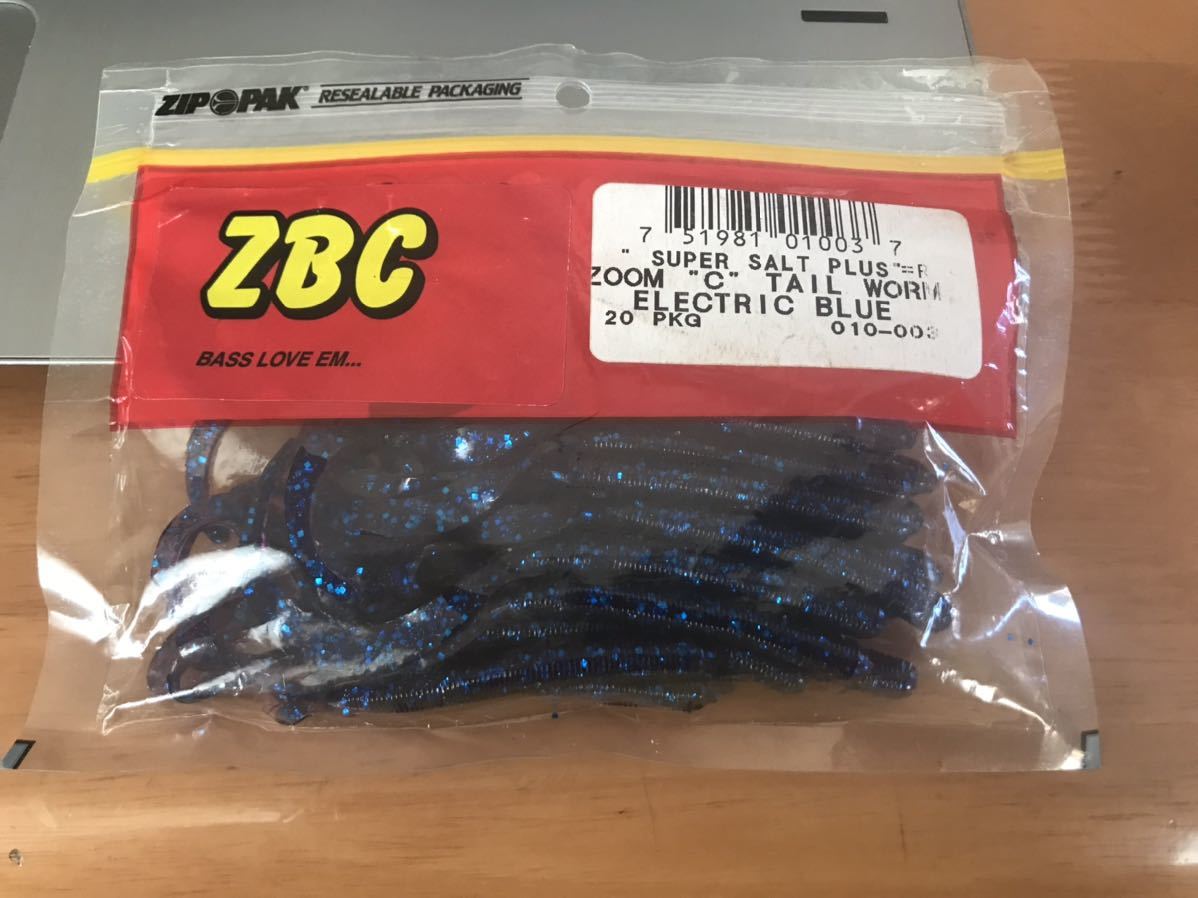 ZIP PAK® RESEALABLE PACKAGING
ZBC
BASS LOVE EM...
7 51981 01003 7
" SUPER SALT PLUS"=R
ZOOM "C" TAIL WORM
ELECTRIC BLUE
20 PKG 010-003